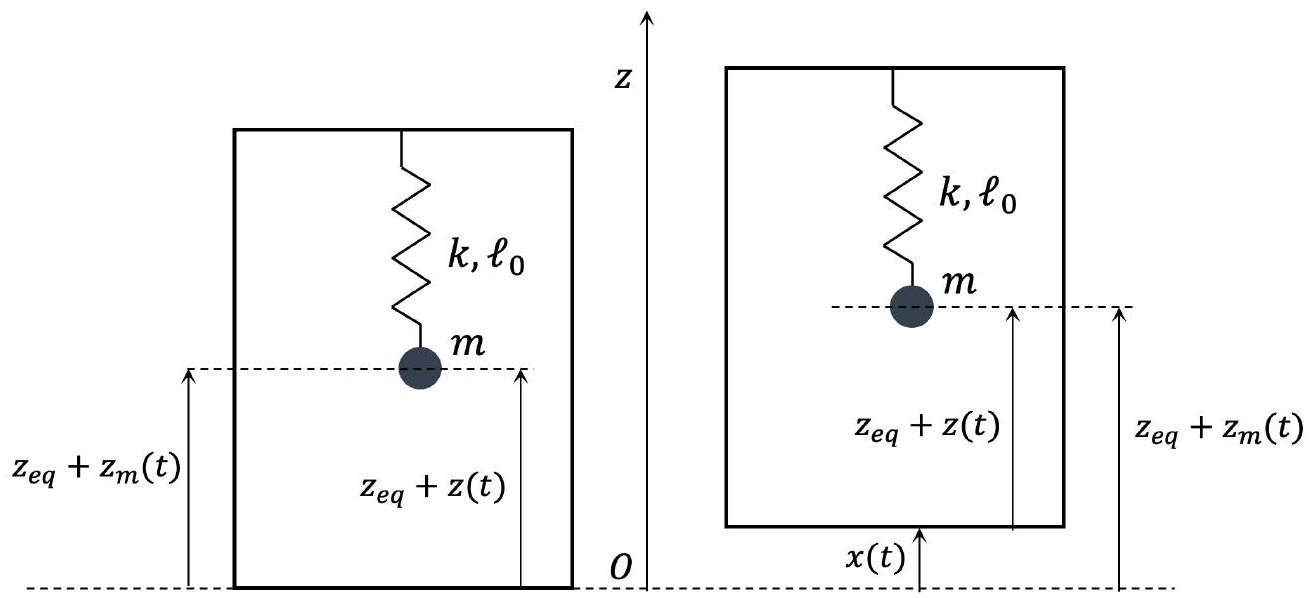 z
k, ℓ₀
m
k, ℓ₀
m
z_eq + z(t)
z_eq + z_m(t)
z_eq + z_m(t)
z_eq + z(t)
x(t)
O